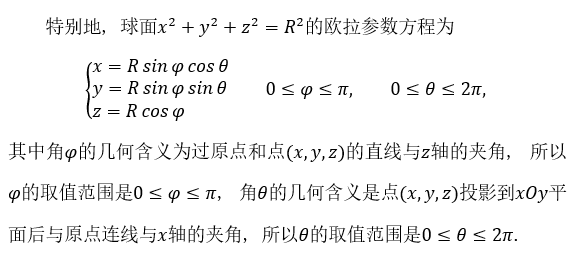 特别地，球面x² + y² + z² = R²的欧拉参数方程为
x = R sin φ cos θ
y = R sin φ sin θ 0 ≤ φ ≤ π, 0 ≤ θ ≤ 2π,
z = R cos φ
其中角φ的几何含义为过原点和点(x, y, z)的直线与z轴的夹角，所以
φ的取值范围是0 ≤ φ ≤ π，角θ的几何含义是点(x, y, z)投影到xOy平
面后与原点连线与x轴的夹角，所以θ的取值范围是0 ≤ θ ≤ 2π.